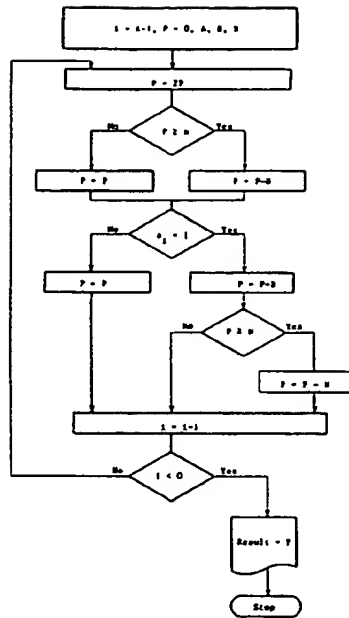 i = n-1, P = 0, A, B, N
P = 2P
No
P ≥ N
Yes
P = P
P = P-N
No
a_i = 1
Yes
P = P
P = P+B
No
P ≥ N
Yes
P = P - N
i = i-1
No
i < 0
Yes
Result = P
Stop